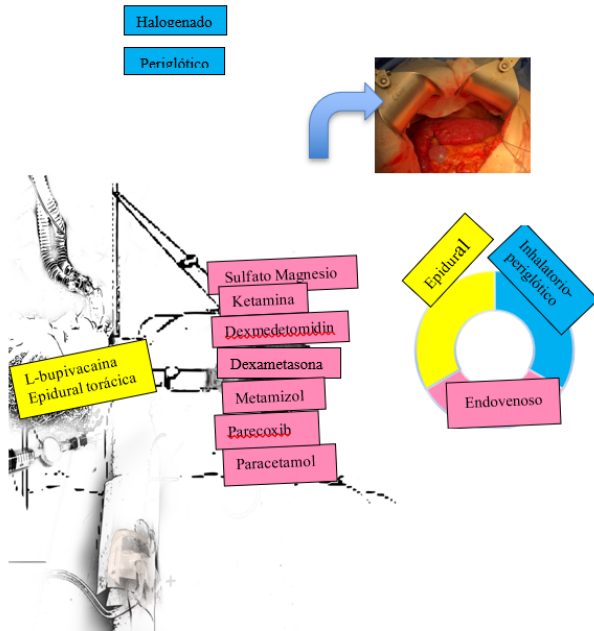 Halogenado
Periglótico
Epidural
Inhalatorio-
periglótico
Sulfato Magnesio
Ketamina
Dexmedetomidin
Dexametasona
L-bupivacaina
Epidural torácica
Metamizol
Endovenoso
Parecoxib
Paracetamol